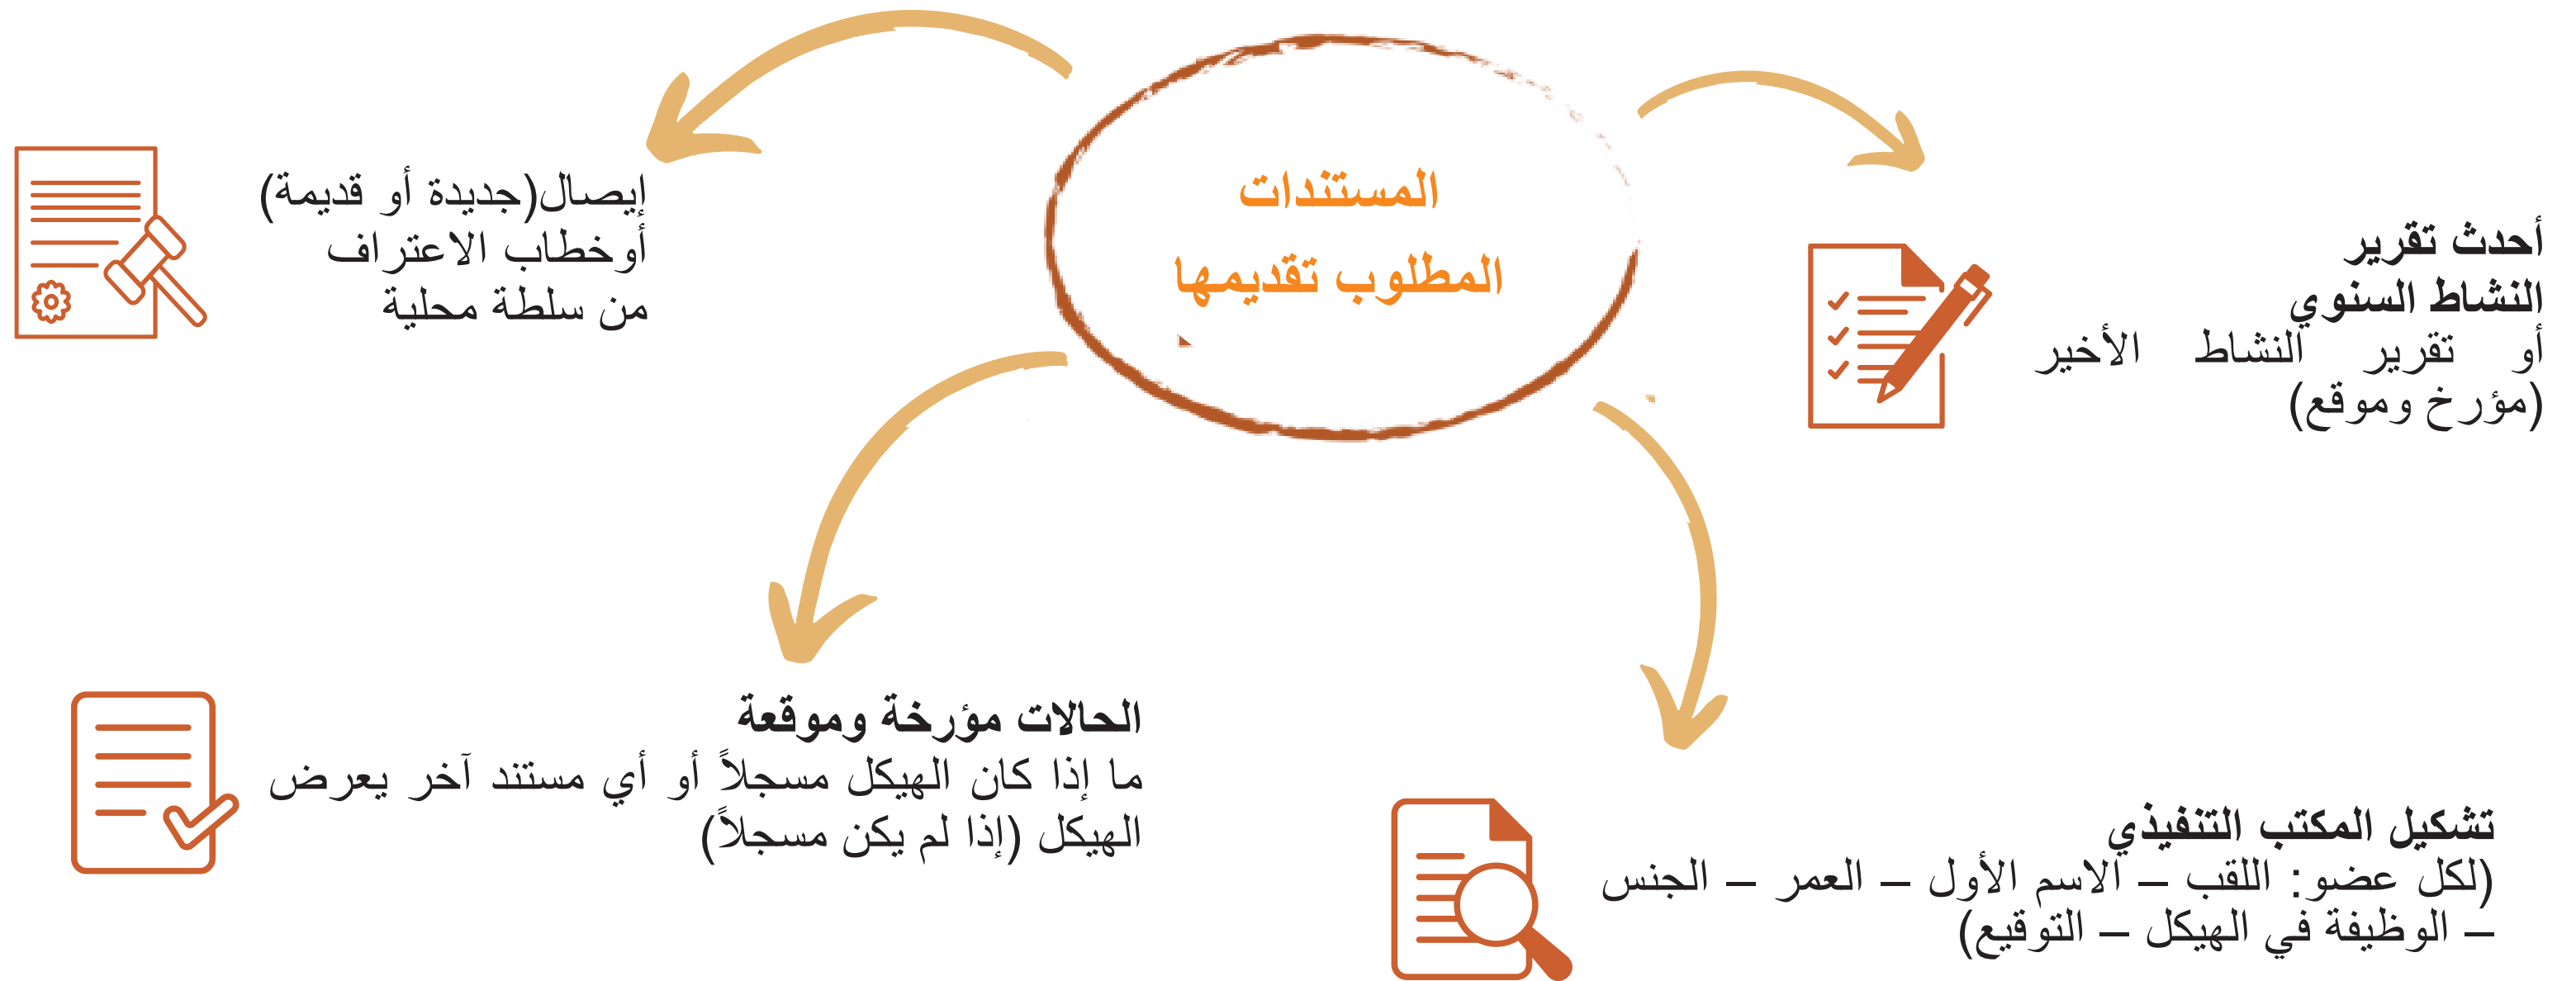 المستندات
المطلوب تقديمها
أحدث تقرير
النشاط السنوي
أو تقرير النشاط الأخير
(مؤرخ وموقع)
إيصال(جديدة أو قديمة)
أوخطاب الاعتراف
من سلطة محلية
الحالات مؤرخة وموقعة
ما إذا كان الهيكل مسجلاً أو أي مستند آخر يعرض
الهيكل (إذا لم يكن مسجلاً)
تشكيل المكتب التنفيذي
(لكل عضو: اللقب – الاسم الأول – العمر – الجنس
– الوظيفة في الهيكل – التوقيع)